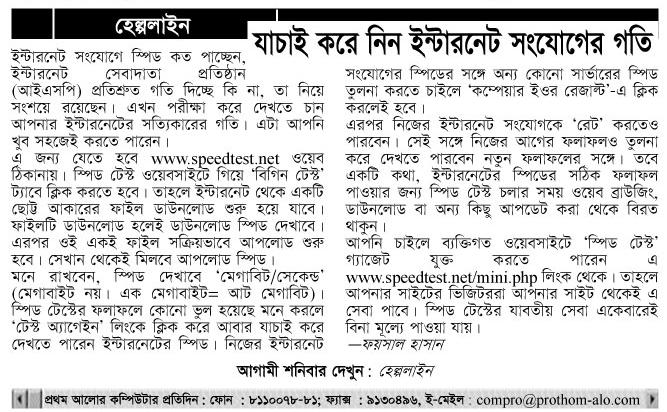 হেল্পলাইন
যাচাই করে নিন ইন্টারনেট সংযোগের গতি
ইন্টারনেট সংযোগে স্পিড কত পাচ্ছেন,
ইন্টারনেট সেবাদাতা প্রতিষ্ঠান
(আইএসপি) প্রতিশ্রুত গতি দিচ্ছে কি না, তা নিয়ে
সংশয়ে রয়েছেন। এখন পরীক্ষা করে দেখতে চান
আপনার ইন্টারনেটের সত্যিকারের গতি। এটা আপনি
খুব সহজেই করতে পারেন।
এ জন্য যেতে হবে www.speedtest.net ওয়েব
ঠিকানায়। স্পিড টেস্ট ওয়েবসাইটে গিয়ে ‘বিগিন টেস্ট’
ট্যাবে ক্লিক করতে হবে। তাহলে ইন্টারনেট থেকে একটি
ছোট্ট আকারের ফাইল ডাউনলোড শুরু হয়ে যাবে।
ফাইলটি ডাউনলোড হলেই ডাউনলোড স্পিড দেখাবে।
এরপর ওই একই ফাইল সক্রিয়ভাবে আপলোড শুরু
হবে। সেখান থেকেই মিলবে আপলোড স্পিড।
মনে রাখবেন, স্পিড দেখাবে ‘মেগাবিট/সেকেন্ড’
(মেগাবাইট নয়। এক মেগাবাইট= আট মেগাবিট)।
স্পিড টেস্টের ফলাফলে কোনো ভুল হয়েছে মনে করলে
‘টেস্ট অ্যাগেইন’ লিংকে ক্লিক করে আবার যাচাই করে
দেখতে পারেন ইন্টারনেটের স্পিড। নিজের ইন্টারনেট
সংযোগের স্পিডের সঙ্গে অন্য কোনো সার্ভারের স্পিড
তুলনা করতে চাইলে ‘কম্পেয়ার ইওর রেজাল্ট’-এ ক্লিক
করলেই হবে।
এরপর নিজের ইন্টারনেট সংযোগকে ‘রেট’ করতেও
পারবেন। সেই সঙ্গে নিজের আগের ফলাফলও তুলনা
করে দেখতে পারবেন নতুন ফলাফলের সঙ্গে। তবে
একটি কথা, ইন্টারনেটের স্পিডের সঠিক ফলাফল
পাওয়ার জন্য স্পিড টেস্ট চলার সময় ওয়েব ব্রাউজিং,
ডাউনলোড বা অন্য কিছু আপডেট করা থেকে বিরত
থাকুন।
আপনি চাইলে ব্যক্তিগত ওয়েবসাইটে ‘স্পিড টেস্ট’
গ্যাজেট যুক্ত করতে পারেন এ
www.speedtest.net/mini.php লিংক থেকে। তাহলে
আপনার সাইটের ভিজিটররা আপনার সাইট থেকেই এ
সেবা পাবে। স্পিড টেস্টের যাবতীয় সেবা একেবারেই
বিনা মূল্যে পাওয়া যায়।
—ফয়সাল হাসান
আগামী শনিবার দেখুন : হেল্পলাইন
প্রথম আলোর কম্পিউটার প্রতিদিন : ফোন : ৮১১০০৭৮-৮১; ফ্যাক্স : ৯১৩০৪৯৬, ই-মেইল : compro@prothom-alo.com